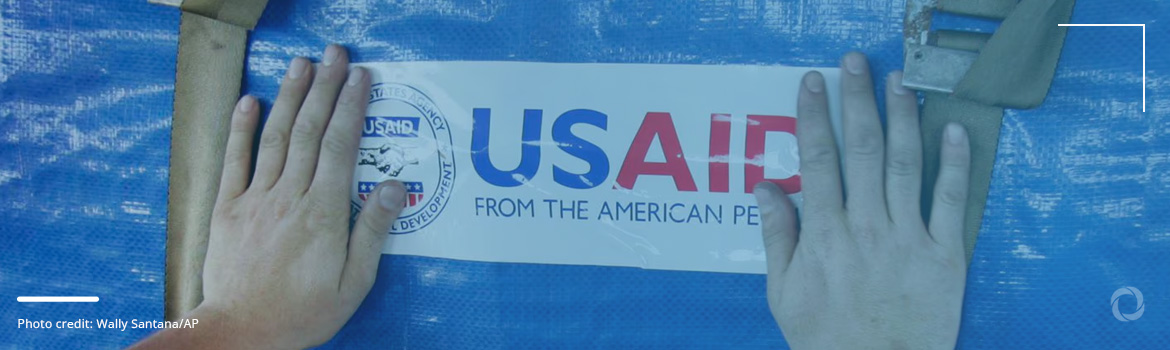 STATES AGENCY
USAID
DEVELOPMENT
USAID
FROM THE AMERICAN PE
Photo credit: Wally Santana/AP